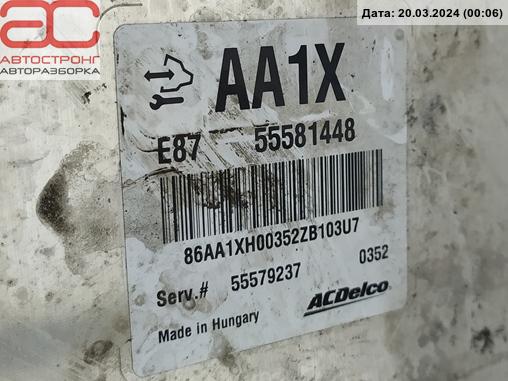 Дата: 20.03.2024 (00:06)
АС
АВТОСТРОНГ
АВТОРАЗБОРКА
AA1X
E87 55581448
86AA1XH00352ZB103U7
0352
Serv.# 55579237
Made in Hungary
ACDelco